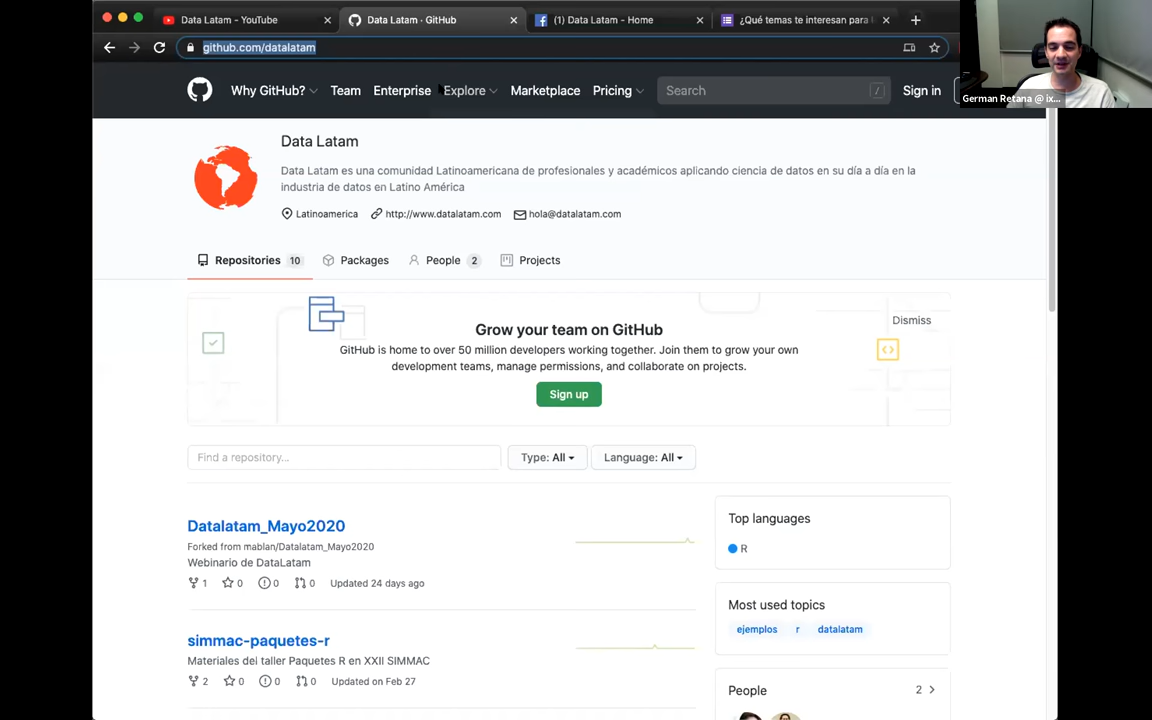 Data Latam - YouTube
Data Latam · GitHub
(1) Data Latam - Home
¿Qué temas te interesan para
github.com/datalatam
German Retana @ ix...
Why GitHub?
Team
Enterprise
Explore
Marketplace
Pricing
Search
/
Sign in
Data Latam
Data Latam es una comunidad Latinoamericana de profesionales y académicos aplicando ciencia de datos en su día a día en la
industria de datos en Latino América
Latinoamerica
http://www.datalatam.com
hola@datalatam.com
Repositories 10
Packages
People 2
Projects
Grow your team on GitHub
Dismiss
GitHub is home to over 50 million developers working together. Join them to grow your own
development teams, manage permissions, and collaborate on projects.
Sign up
Find a repository...
Type: All
Language: All
Datalatam_Mayo2020
Forked from mablan/Datalatam_Mayo2020
Webinario de DataLatam
1 0 0 0 Updated 24 days ago
simmac-paquetes-r
Materiales del taller Paquetes R en XXII SIMMAC
2 0 0 0 Updated on Feb 27
Top languages
R
Most used topics
ejemplos r datalatam
People 2